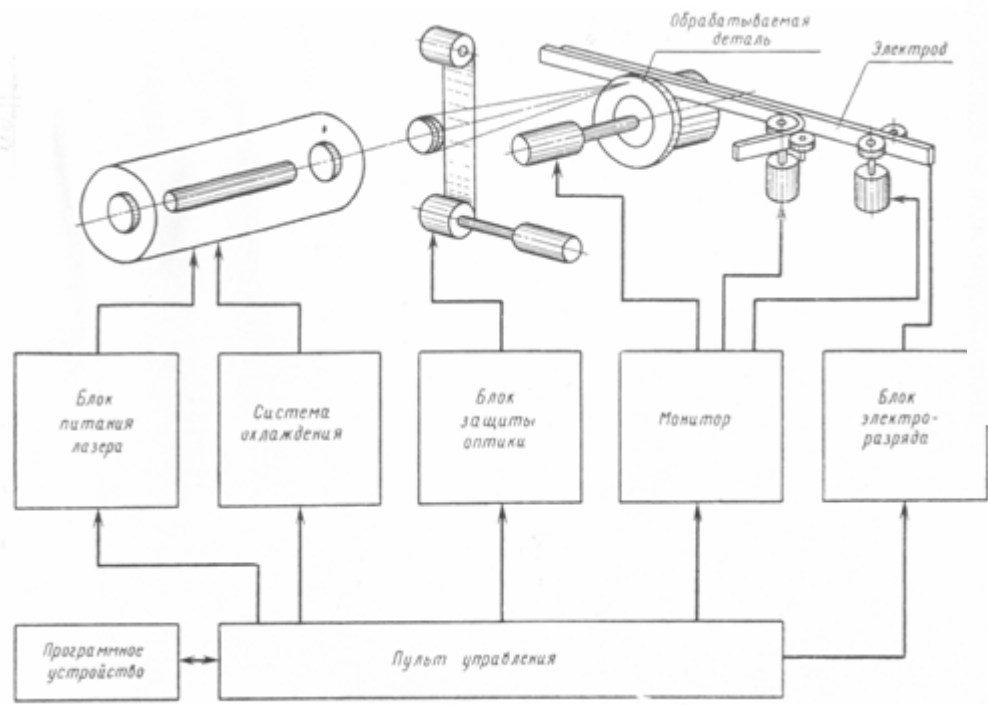 Обрабатываемая
деталь
Электрод
Блок
питания
лазера
Система
охлаждения
Блок
защиты
оптики
Монитор
Блок
электро-
разряда
Программное
устройство
Пульт управления